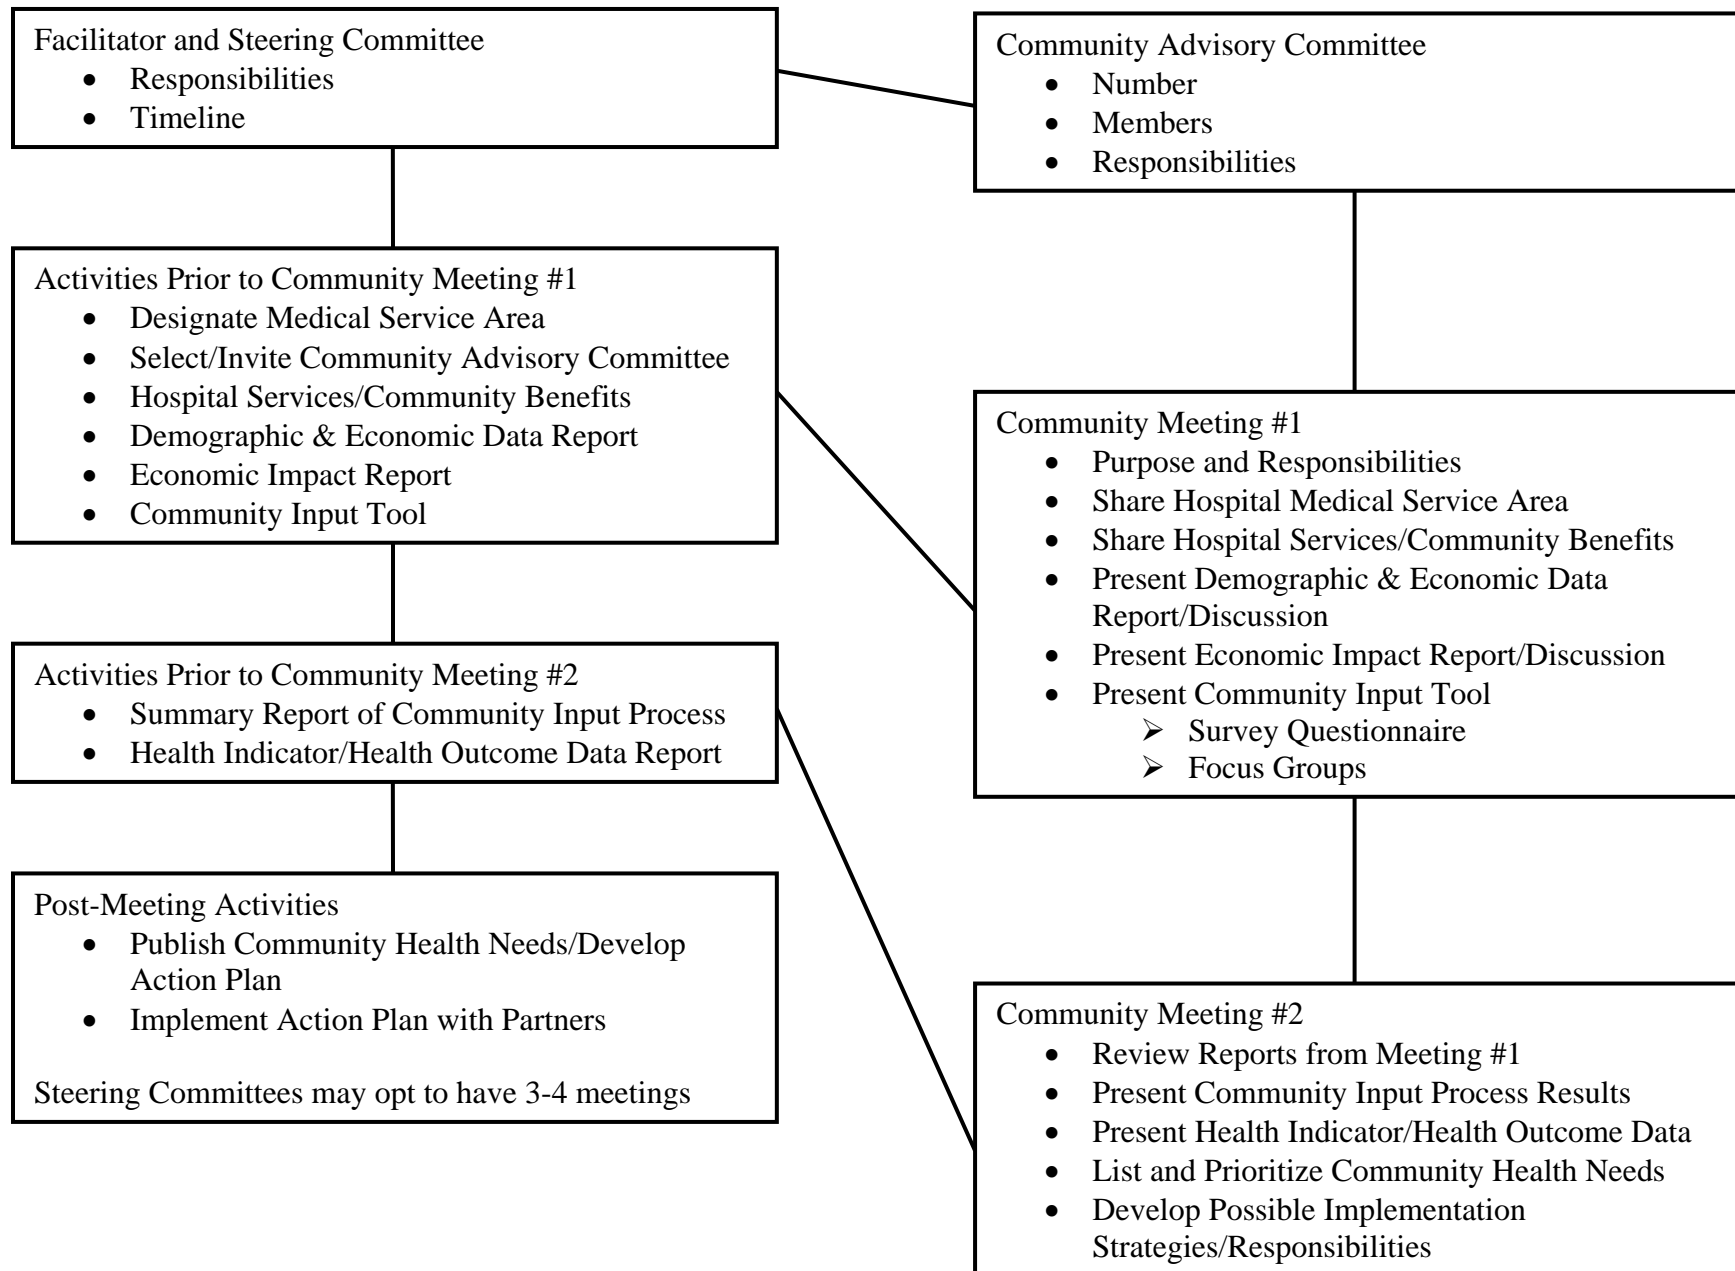 Facilitator and Steering Committee
• Responsibilities
• Timeline
Community Advisory Committee
• Number
• Members
• Responsibilities
Activities Prior to Community Meeting #1
• Designate Medical Service Area
• Select/Invite Community Advisory Committee
• Hospital Services/Community Benefits
• Demographic & Economic Data Report
• Economic Impact Report
• Community Input Tool
Community Meeting #1
• Purpose and Responsibilities
• Share Hospital Medical Service Area
• Share Hospital Services/Community Benefits
• Present Demographic & Economic Data
Report/Discussion
• Present Economic Impact Report/Discussion
• Present Community Input Tool
➢ Survey Questionnaire
➢ Focus Groups
Activities Prior to Community Meeting #2
• Summary Report of Community Input Process
• Health Indicator/Health Outcome Data Report
Post-Meeting Activities
• Publish Community Health Needs/Develop
Action Plan
• Implement Action Plan with Partners
Steering Committees may opt to have 3-4 meetings
Community Meeting #2
• Review Reports from Meeting #1
• Present Community Input Process Results
• Present Health Indicator/Health Outcome Data
• List and Prioritize Community Health Needs
• Develop Possible Implementation
Strategies/Responsibilities